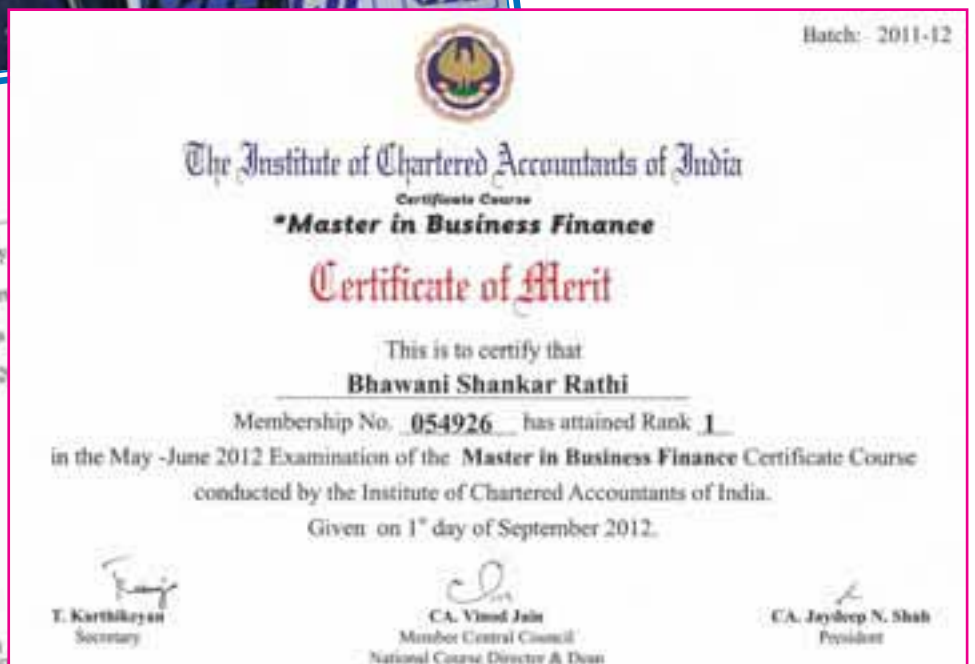 Batch: 2011-12
The Institute of Chartered Accountants of India
Certificate Course
*Master in Business Finance
Certificate of Merit
This is to certify that
Bhawani Shankar Rathi
Membership No. 054926 has attained Rank 1
in the May -June 2012 Examination of the Master in Business Finance Certificate Course
conducted by the Institute of Chartered Accountants of India.
Given on 1st day of September 2012.
T. Karthikeyan
Secretary
CA. Vinod Jain
Member Central Council
National Course Director & Dean
CA. Jaydeep N. Shah
President